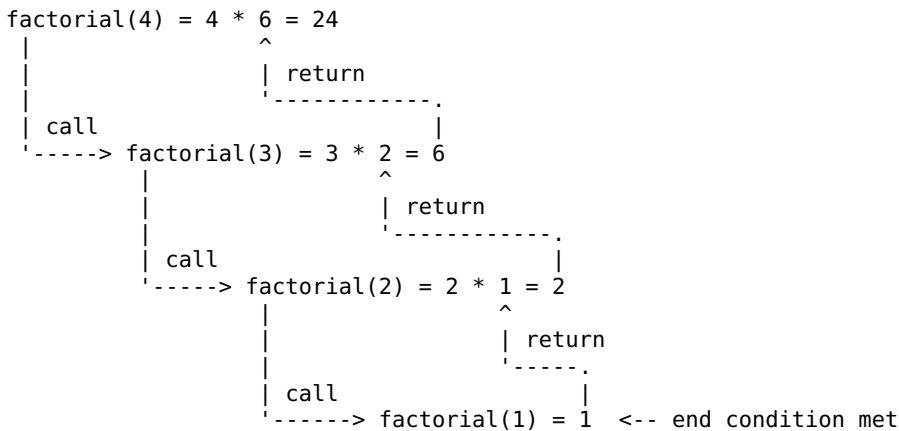 factorial(4) = 4 * 6 = 24
return
call
factorial(3) = 3 * 2 = 6
return
call
factorial(2) = 2 * 1 = 2
return
call
factorial(1) = 1 <-- end condition met